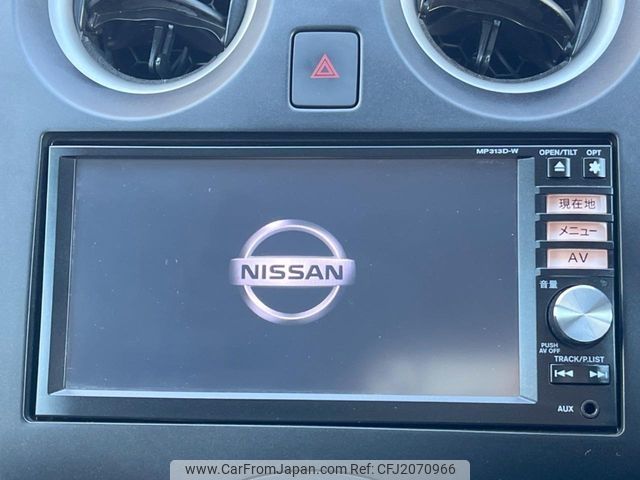 MP313D-W
OPEN/TILT OPT
現在地
メニュー
AV
NISSAN
音量
PUSH
AV OFF
TRACK/P.LIST
AUX
www.CarFromJapan.com - Ref: CFJ2070966